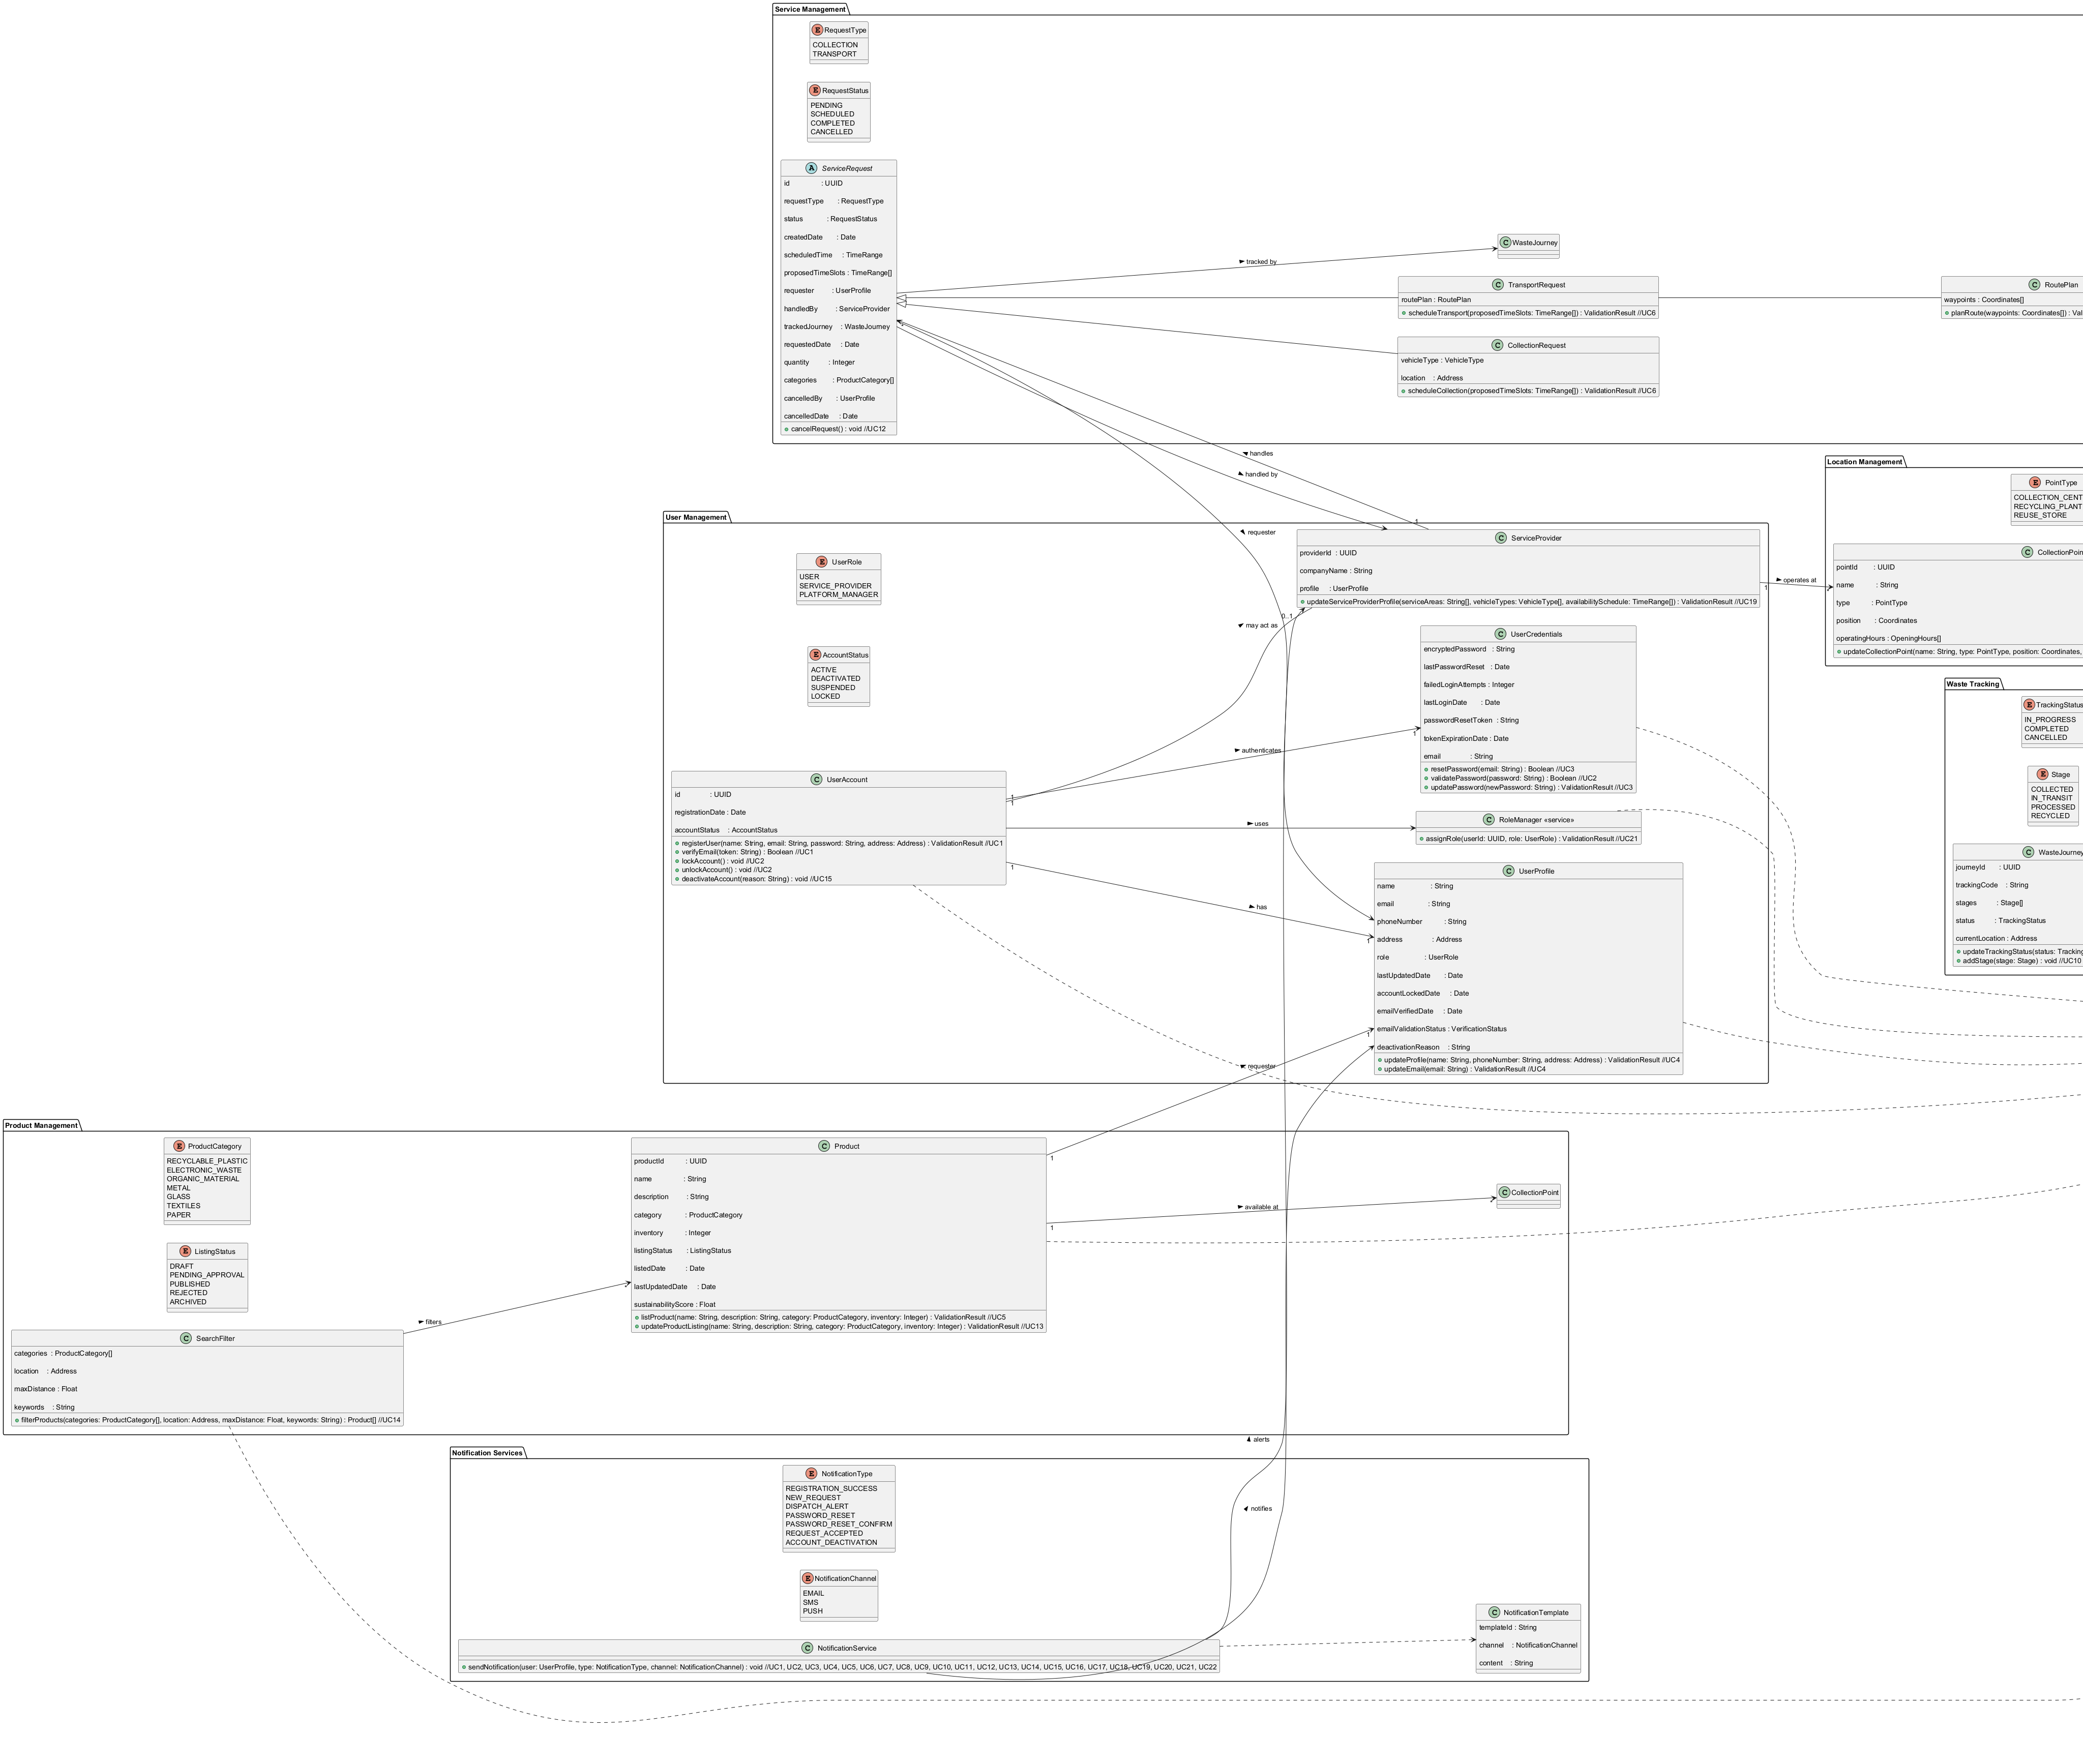 Service Management
RequestType
COLLECTION
TRANSPORT
RequestStatus
PENDING
SCHEDULED
COMPLETED
CANCELLED
ServiceRequest
id : UUID
requestType : RequestType
status : RequestStatus
createdDate : Date
scheduledTime : TimeRange
proposedTimeSlots : TimeRange[]
requester : UserProfile
handledBy : ServiceProvider
trackedJourney : WasteJourney
requestedDate : Date
quantity : Integer
categories : ProductCategory[]
cancelledBy : UserProfile
cancelledDate : Date
cancelRequest() : void //UC12
tracked by
WasteJourney
TransportRequest
routePlan : RoutePlan
scheduleTransport(proposedTimeSlots: TimeRange[]) : ValidationResult //UC6
CollectionRequest
vehicleType : VehicleType
location : Address
scheduleCollection(proposedTimeSlots: TimeRange[]) : ValidationResult //UC6
RoutePlan
waypoints : Coordinates[]
planRoute(waypoints: Coordinates[]) : Val
handles
handled by
requester
Location Management
PointType
COLLECTION_CENT
RECYCLING_PLANT
REUSE_STORE
CollectionPoin
pointId : UUID
name : String
type : PointType
position : Coordinates
operatingHours : OpeningHours[]
updateCollectionPoint(name: String, type: PointType, position: Coordinates,
User Management
UserRole
USER
SERVICE_PROVIDER
PLATFORM_MANAGER
AccountStatus
ACTIVE
DEACTIVATED
SUSPENDED
LOCKED
UserAccount
id : UUID
registrationDate : Date
accountStatus : AccountStatus
registerUser(name: String, email: String, password: String, address: Address) : ValidationResult //UC1
verifyEmail(token: String) : Boolean //UC1
lockAccount() : void //UC2
unlockAccount() : void //UC2
deactivateAccount(reason: String) : void //UC15
1
ServiceProvider
providerId : UUID
companyName : String
profile : UserProfile
updateServiceProviderProfile(serviceAreas: String[], vehicleTypes: VehicleType[], availabilitySchedule: TimeRange[]) : ValidationResult //UC19
1
operates at
*
0..1
may act as
UserCredentials
encryptedPassword : String
lastPasswordReset : Date
failedLoginAttempts : Integer
lastLoginDate : Date
passwordResetToken : String
tokenExpirationDate : Date
email : String
resetPassword(email: String) : Boolean //UC3
validatePassword(password: String) : Boolean //UC2
updatePassword(newPassword: String) : ValidationResult //UC3
1
1
authenticates
1
uses
RoleManager «service»
assignRole(userId: UUID, role: UserRole) : ValidationResult //UC21
1
has
1
UserProfile
name : String
email : String
phoneNumber : String
address : Address
role : UserRole
lastUpdatedDate : Date
accountLockedDate : Date
emailVerifiedDate : Date
emailValidationStatus : VerificationStatus
deactivationReason : String
updateProfile(name: String, phoneNumber: String, address: Address) : ValidationResult //UC4
updateEmail(email: String) : ValidationResult //UC4
1
requester
Waste Tracking
TrackingStatus
IN_PROGRESS
COMPLETED
CANCELLED
Stage
COLLECTED
IN_TRANSIT
PROCESSED
RECYCLED
WasteJourney
journeyId : UUID
trackingCode : String
stages : Stage[]
status : TrackingStatus
currentLocation : Address
updateTrackingStatus(status: Tracking
addStage(stage: Stage) : void //UC10
Product Management
ProductCategory
RECYCLABLE_PLASTIC
ELECTRONIC_WASTE
ORGANIC_MATERIAL
METAL
GLASS
TEXTILES
PAPER
ListingStatus
DRAFT
PENDING_APPROVAL
PUBLISHED
REJECTED
ARCHIVED
SearchFilter
categories : ProductCategory[]
location : Address
maxDistance : Float
keywords : String
filterProducts(categories: ProductCategory[], location: Address, maxDistance: Float, keywords: String) : Product[] //UC14
filters
*
Product
productId : UUID
name : String
description : String
category : ProductCategory
inventory : Integer
listingStatus : ListingStatus
listedDate : Date
lastUpdatedDate : Date
sustainabilityScore : Float
listProduct(name: String, description: String, category: ProductCategory, inventory: Integer) : ValidationResult //UC5
updateProductListing(name: String, description: String, category: ProductCategory, inventory: Integer) : ValidationResult //UC13
1
1
available at
*
CollectionPoint
alerts
Notification Services
NotificationType
REGISTRATION_SUCCESS
NEW_REQUEST
DISPATCH_ALERT
PASSWORD_RESET
PASSWORD_RESET_CONFIRM
REQUEST_ACCEPTED
ACCOUNT_DEACTIVATION
notifies
NotificationChannel
EMAIL
SMS
PUSH
NotificationService
sendNotification(user: UserProfile, type: NotificationType, channel: NotificationChannel) : void //UC1, UC2, UC3, UC4, UC5, UC6, UC7, UC8, UC9, UC10, UC11, UC12, UC13, UC14, UC15, UC16, UC17, UC18, UC19, UC20, UC21, UC22
NotificationTemplate
templateId : String
channel : NotificationChannel
content : String